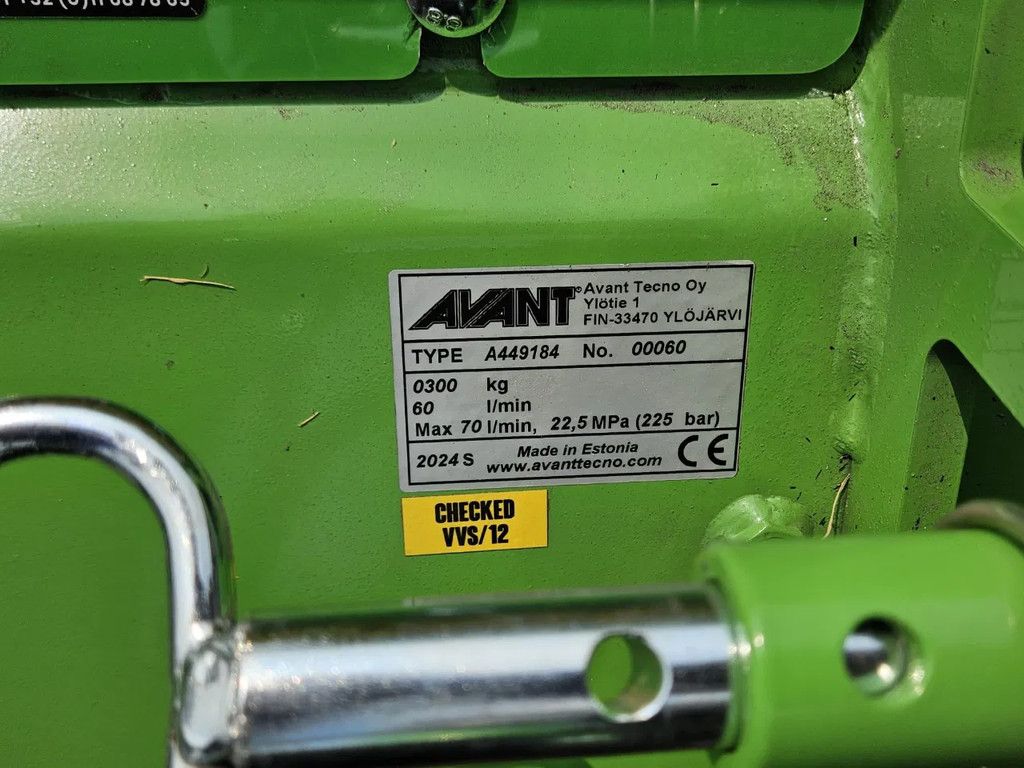 AVANT® Avant Tecno Oy
Ylötie 1
FIN-33470 YLÖJÄRVI
TYPE A449184 No. 00060
0300 kg
60 l/min
Max 70 l/min, 22,5 MPa (225 bar)
2024 S Made in Estonia
www.avanttecno.com CE
CHECKED
VVS/12